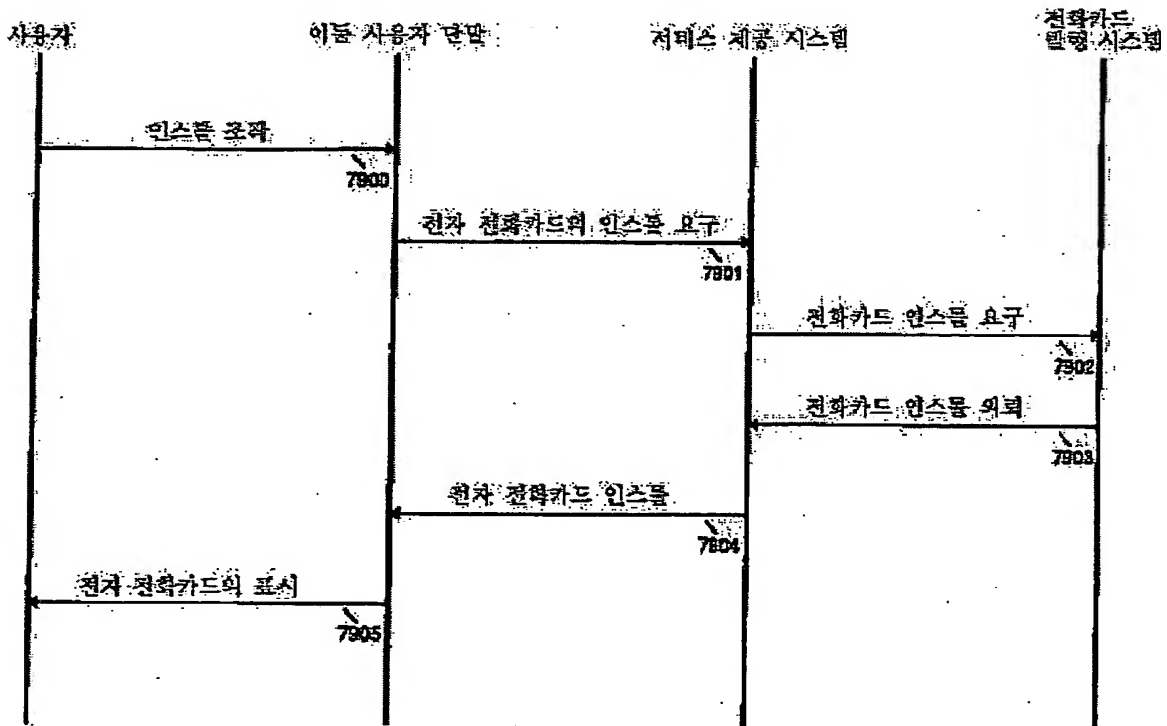 사용자
이동 사용자 단말
서비스 제공 시스템
전화카드
발행 시스템
인스톨 조작
7900
전자 전화카드의 인스톨 요구
7901
전화카드 인스톨 요구
7902
전화카드 인스톨 의뢰
7903
전자 전화카드 인스톨
7904
전자 전화카드의 표시
7905